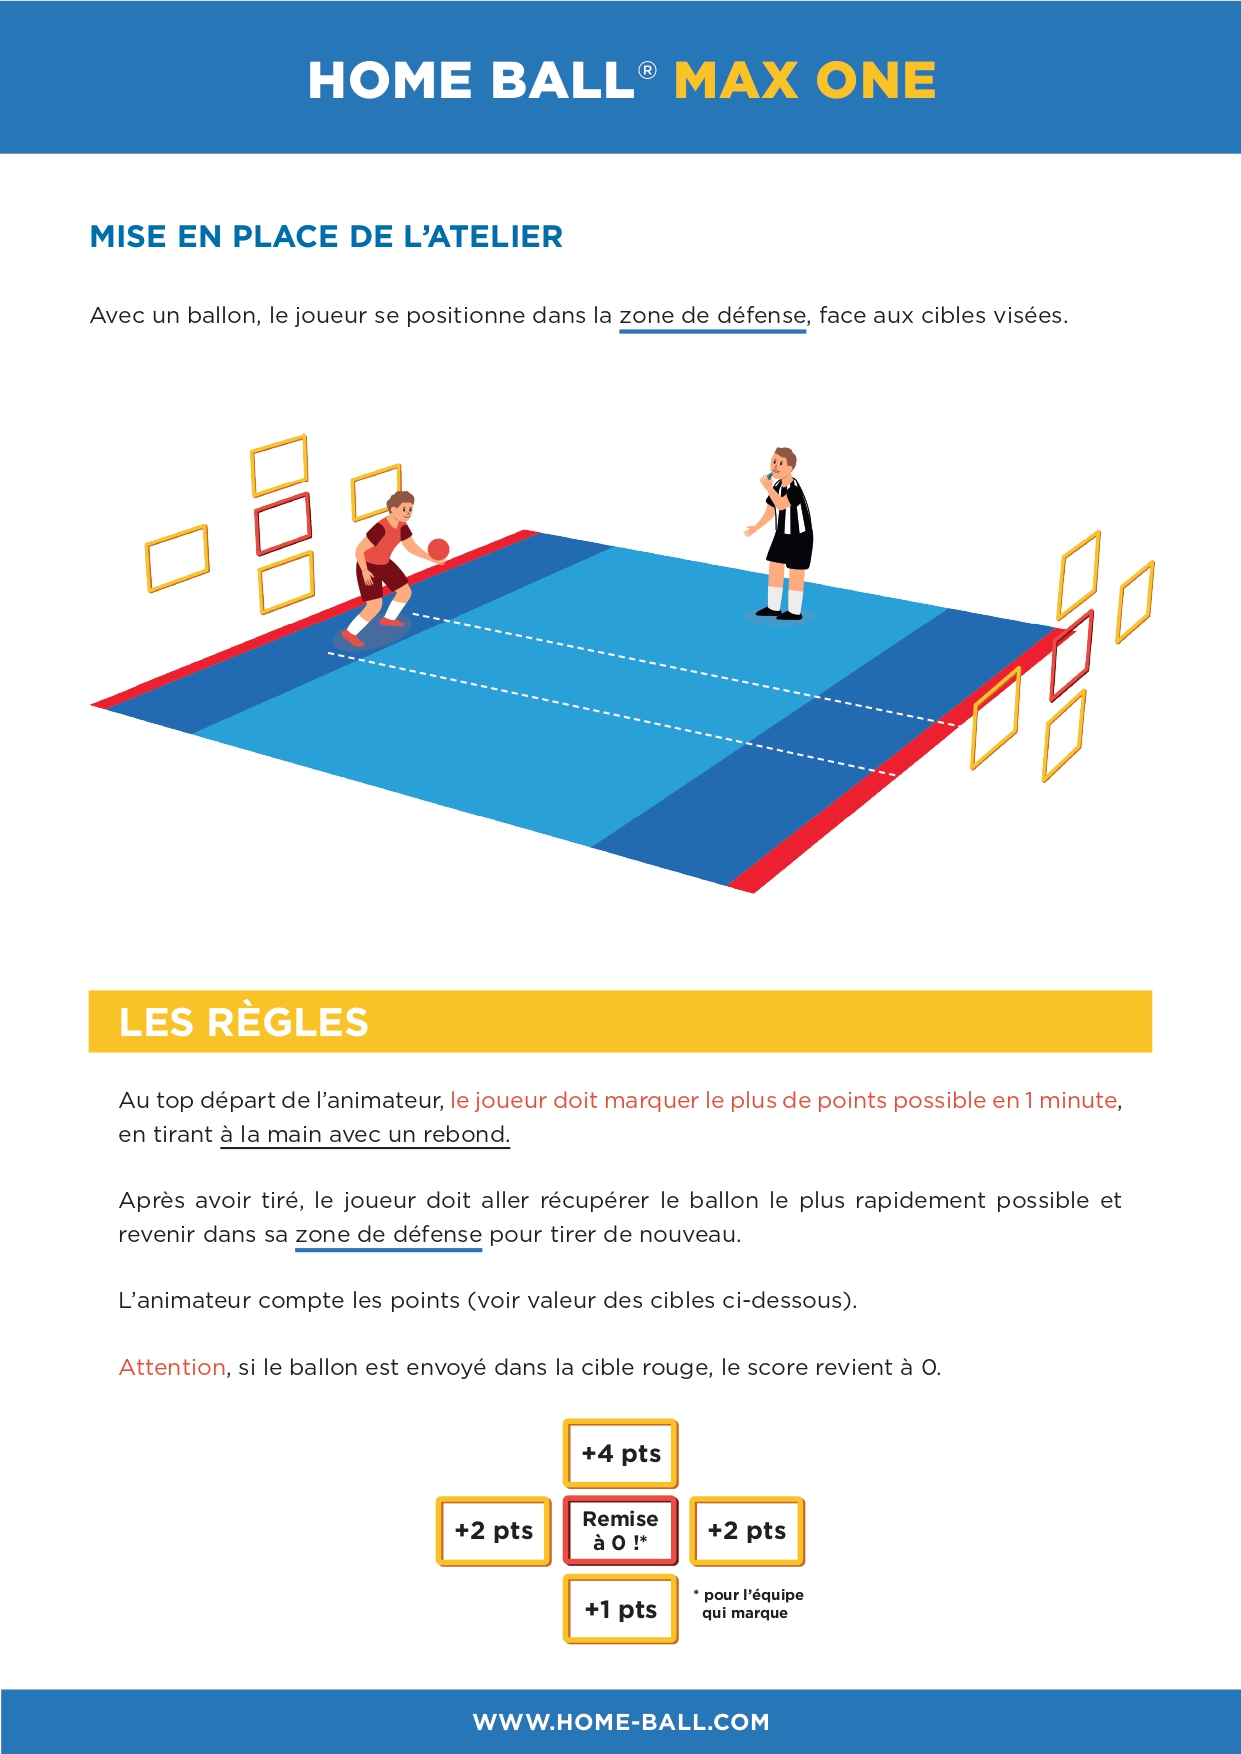 HOME BALL® MAX ONE
MISE EN PLACE DE L’ATELIER
Avec un ballon, le joueur se positionne dans la zone de défense, face aux cibles visées.
LES RÈGLES
Au top départ de l’animateur, le joueur doit marquer le plus de points possible en 1 minute,
en tirant à la main avec un rebond.
Après avoir tiré, le joueur doit aller récupérer le ballon le plus rapidement possible et
revenir dans sa zone de défense pour tirer de nouveau.
L’animateur compte les points (voir valeur des cibles ci-dessous).
Attention, si le ballon est envoyé dans la cible rouge, le score revient à 0.
+4 pts
+2 pts
Remise
à 0 !*
+2 pts
+1 pts
* pour l’équipe
qui marque
WWW.HOME-BALL.COM